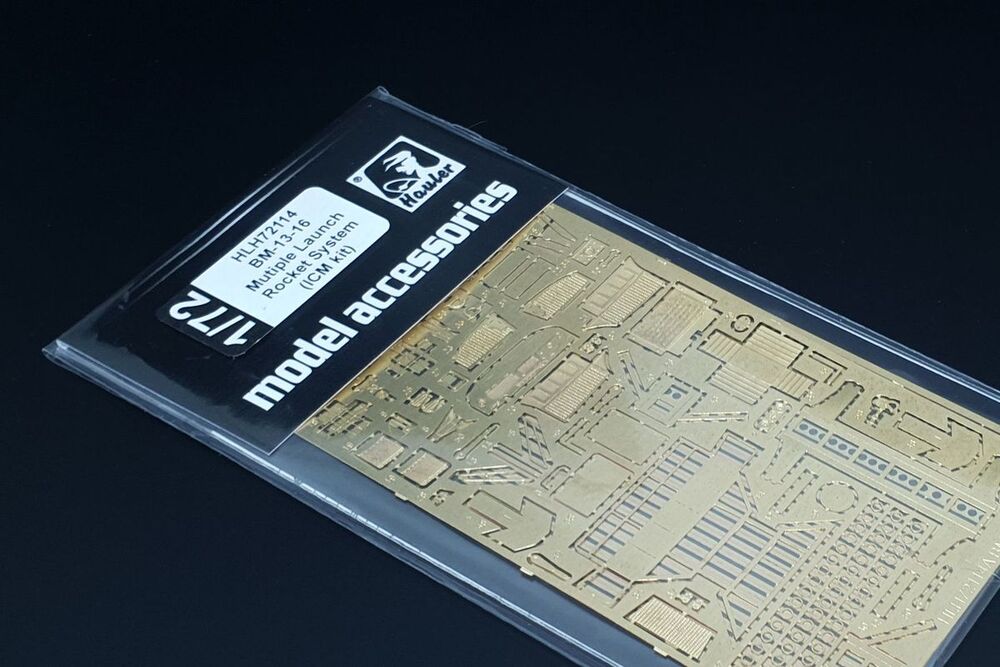 Hauler
®
HLH72114
BM-13-16
Mutiple Launch
Rocket System
(ICM kit)
1/72
model accessories